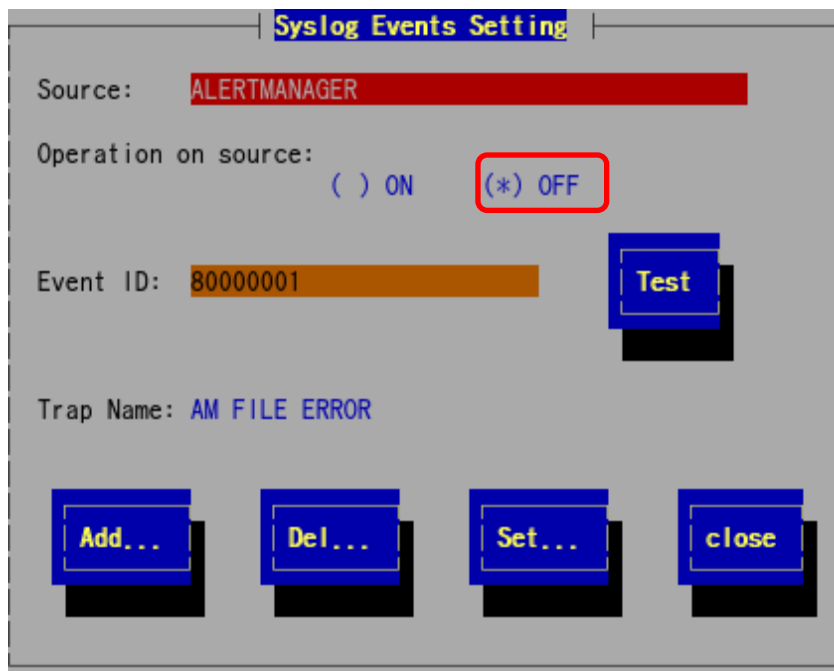 Syslog Events Setting
Source: ALERTMANAGER
Operation on source:
( ) ON (*) OFF
Event ID: 80000001
Test
Trap Name: AM FILE ERROR
Add... Del... Set... close